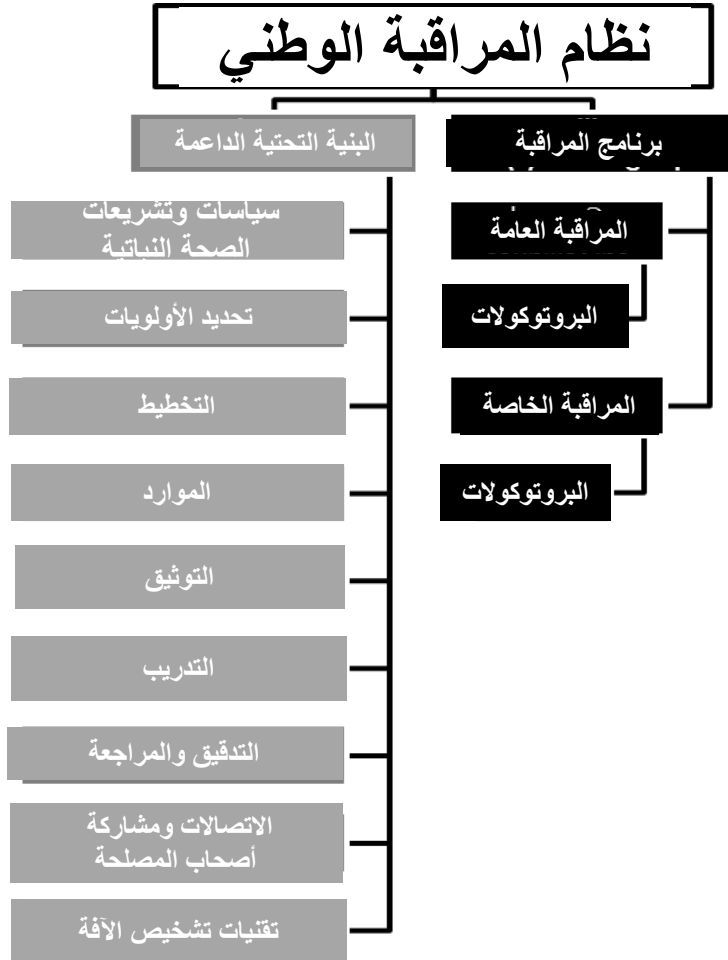 نظام المراقبة الوطني
برنامج المراقبة
المراقبة العامة
البروتوكولات
المراقبة الخاصة
البروتوكولات
البنية التحتية الداعمة
سياسات وتشريعات
الصحة النباتية
تحديد الأولويات
التخطيط
الموارد
التوثيق
التدريب
التدقيق والمراجعة
الاتصالات ومشاركة
أصحاب المصلحة
تقنيات تشخيص الآفة